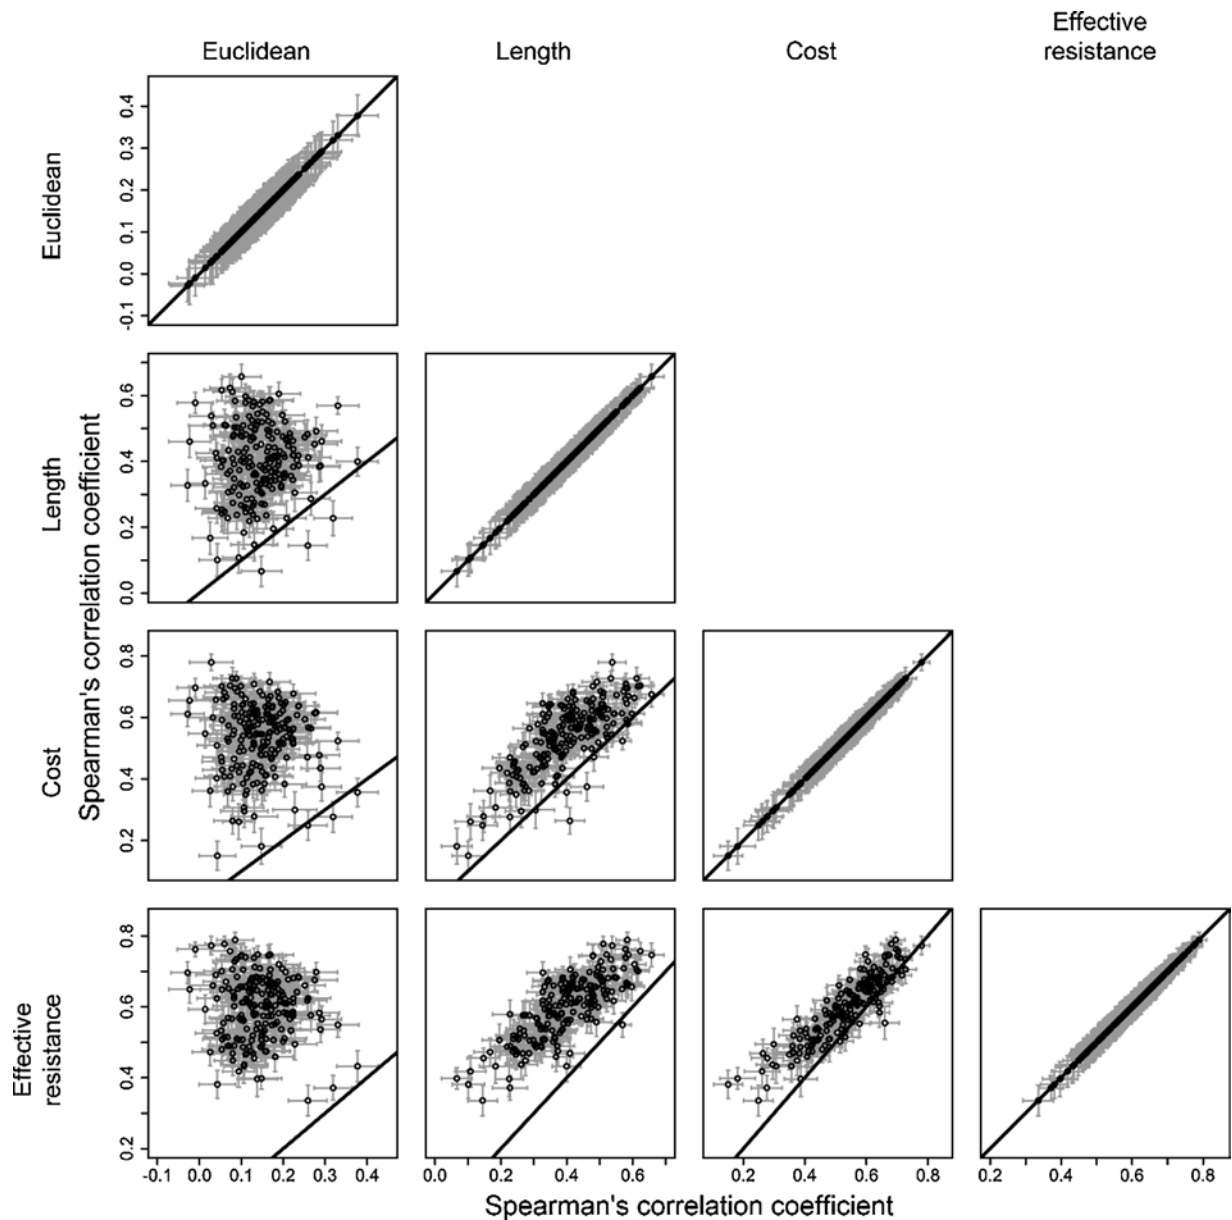 Effective
Euclidean Length Cost resistance
Euclidean
0.4
0.3
0.2
0.1
0.0
-0.1
Length
Spearman's correlation coefficient
0.6
0.4
0.2
0.0
Cost
0.8
0.6
0.4
0.2
Effective
resistance
0.8
0.6
0.4
0.2
-0.1 0.0 0.1 0.2 0.3 0.4
0.0 0.2 0.4 0.6
0.2 0.4 0.6 0.8
0.2 0.4 0.6 0.8
Spearman's correlation coefficient